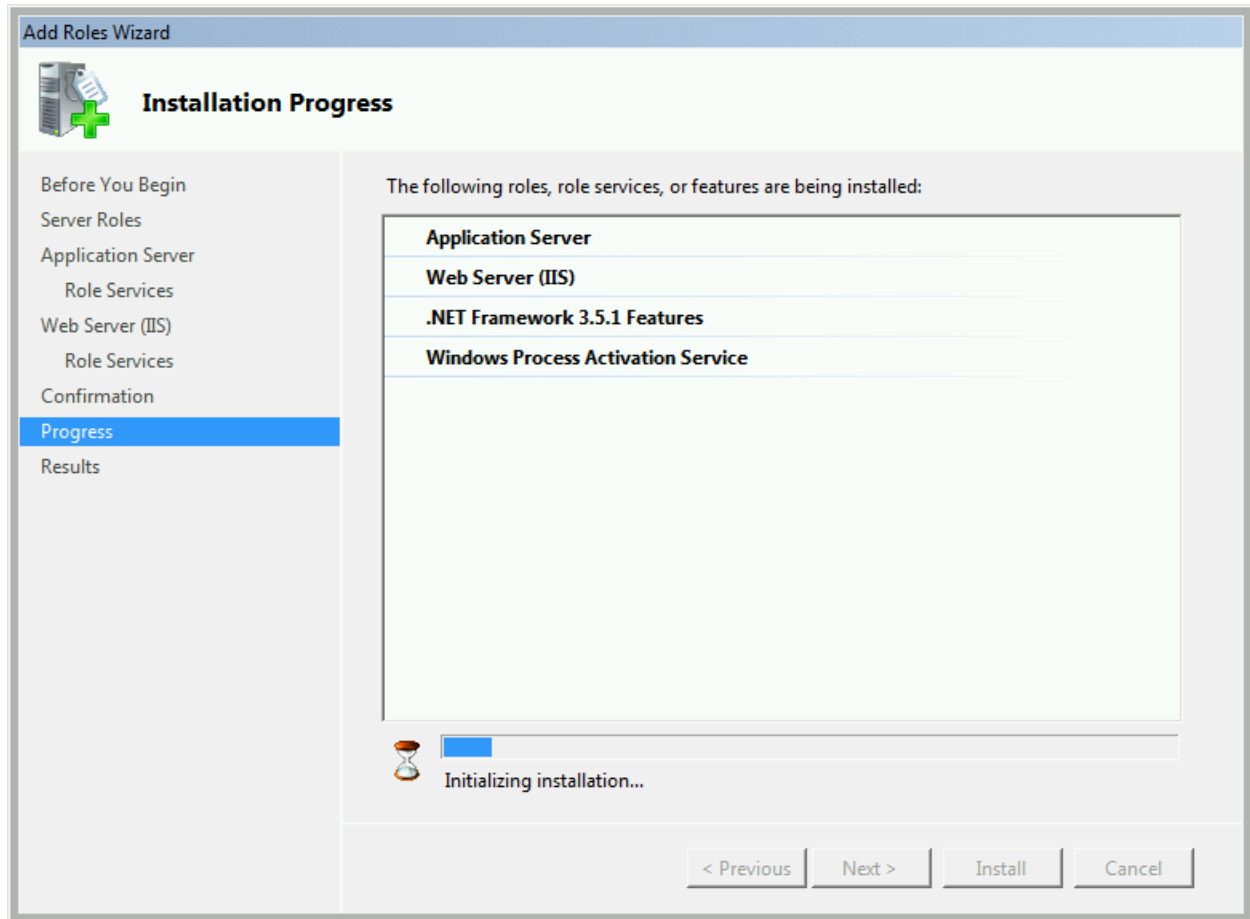 Add Roles Wizard
Installation Progress
Before You Begin
Server Roles
Application Server
Role Services
Web Server (IIS)
Role Services
Confirmation
Progress
Results
The following roles, role services, or features are being installed:
Application Server
Web Server (IIS)
.NET Framework 3.5.1 Features
Windows Process Activation Service
Initializing installation...
< Previous
Next >
Install
Cancel